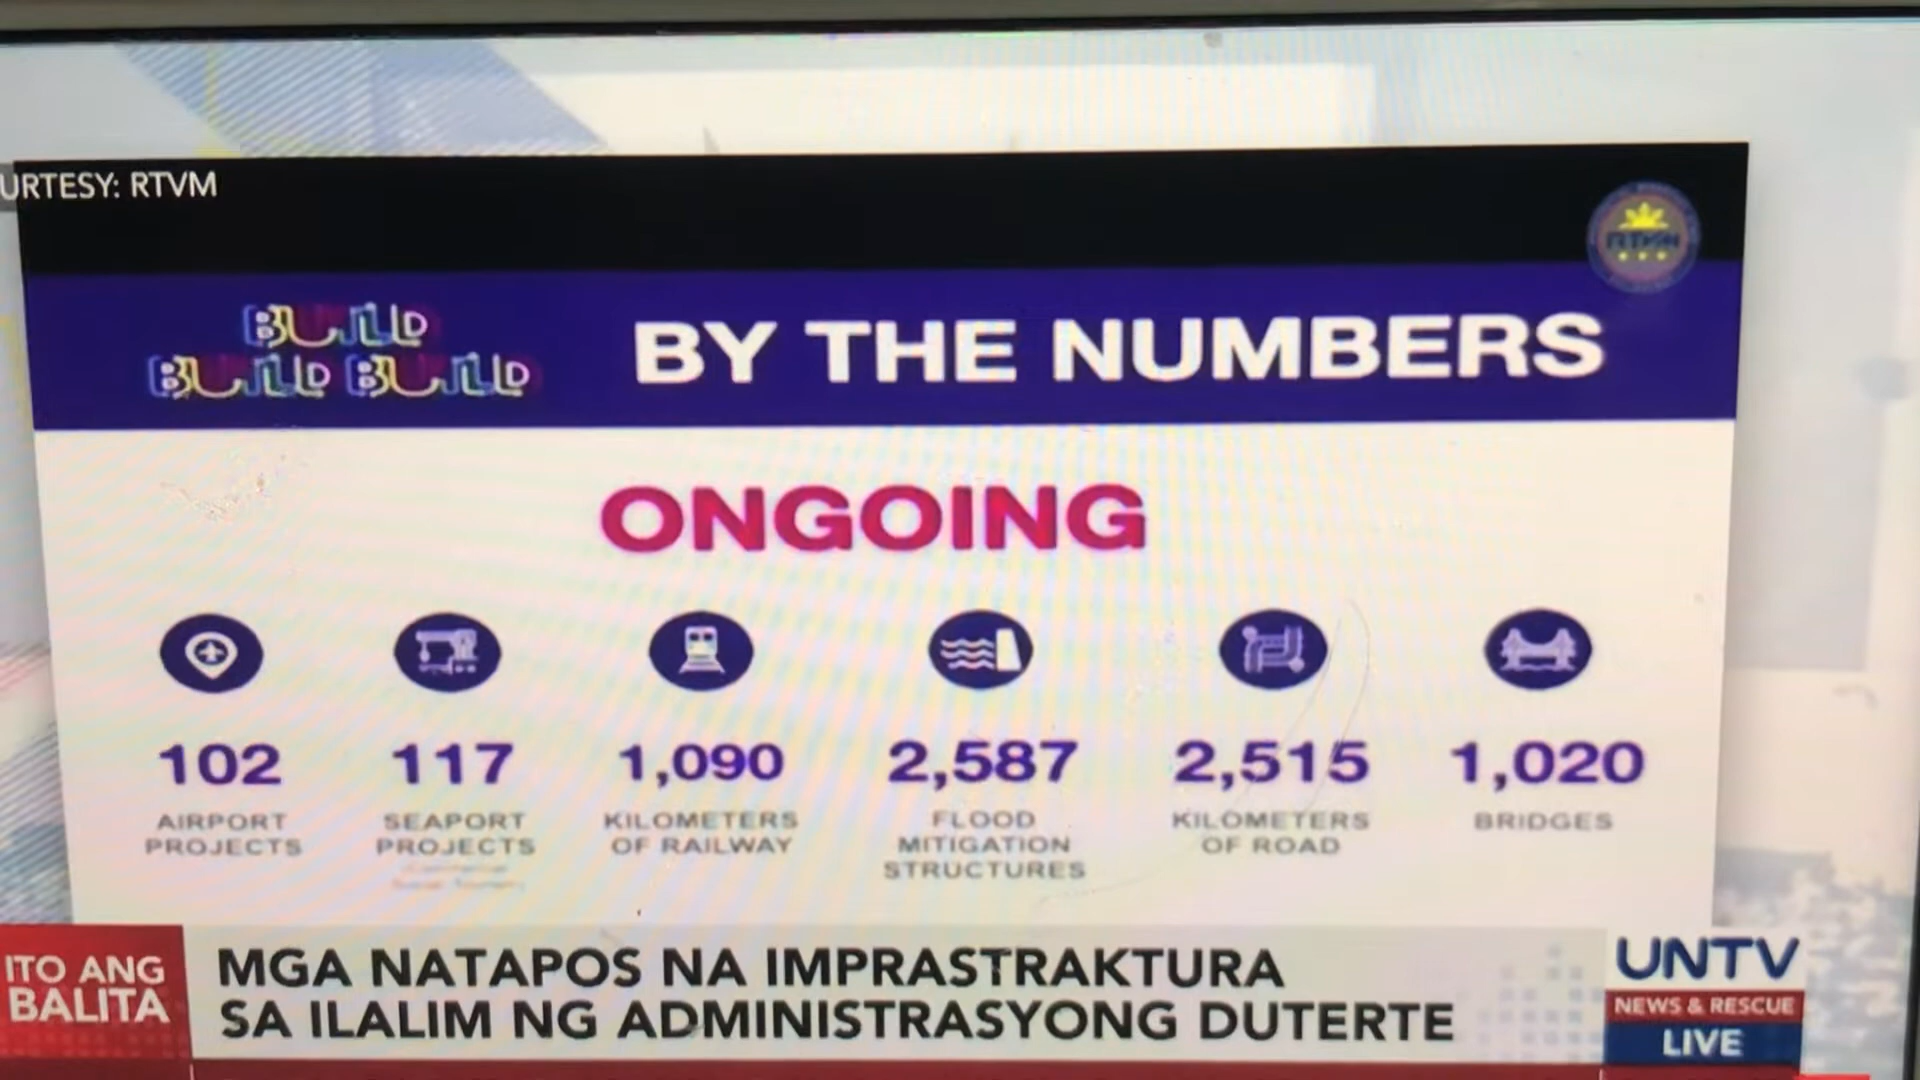 URTESY: RTVM
BUILD
BUILD BUILD
BY THE NUMBERS
ONGOING
102
AIRPORT
PROJECTS
117
SEAPORT
PROJECTS
1,090
KILOMETERS
OF RAILWAY
2,587
FLOOD
MITIGATION
STRUCTURES
2,515
KILOMETERS
OF ROAD
1,020
BRIDGES
ITO ANG
BALITA
MGA NATAPOS NA IMPRASTRAKTURA
SA ILALIM NG ADMINISTRASYONG DUTERTE
UNTV
NEWS & RESCUE
LIVE